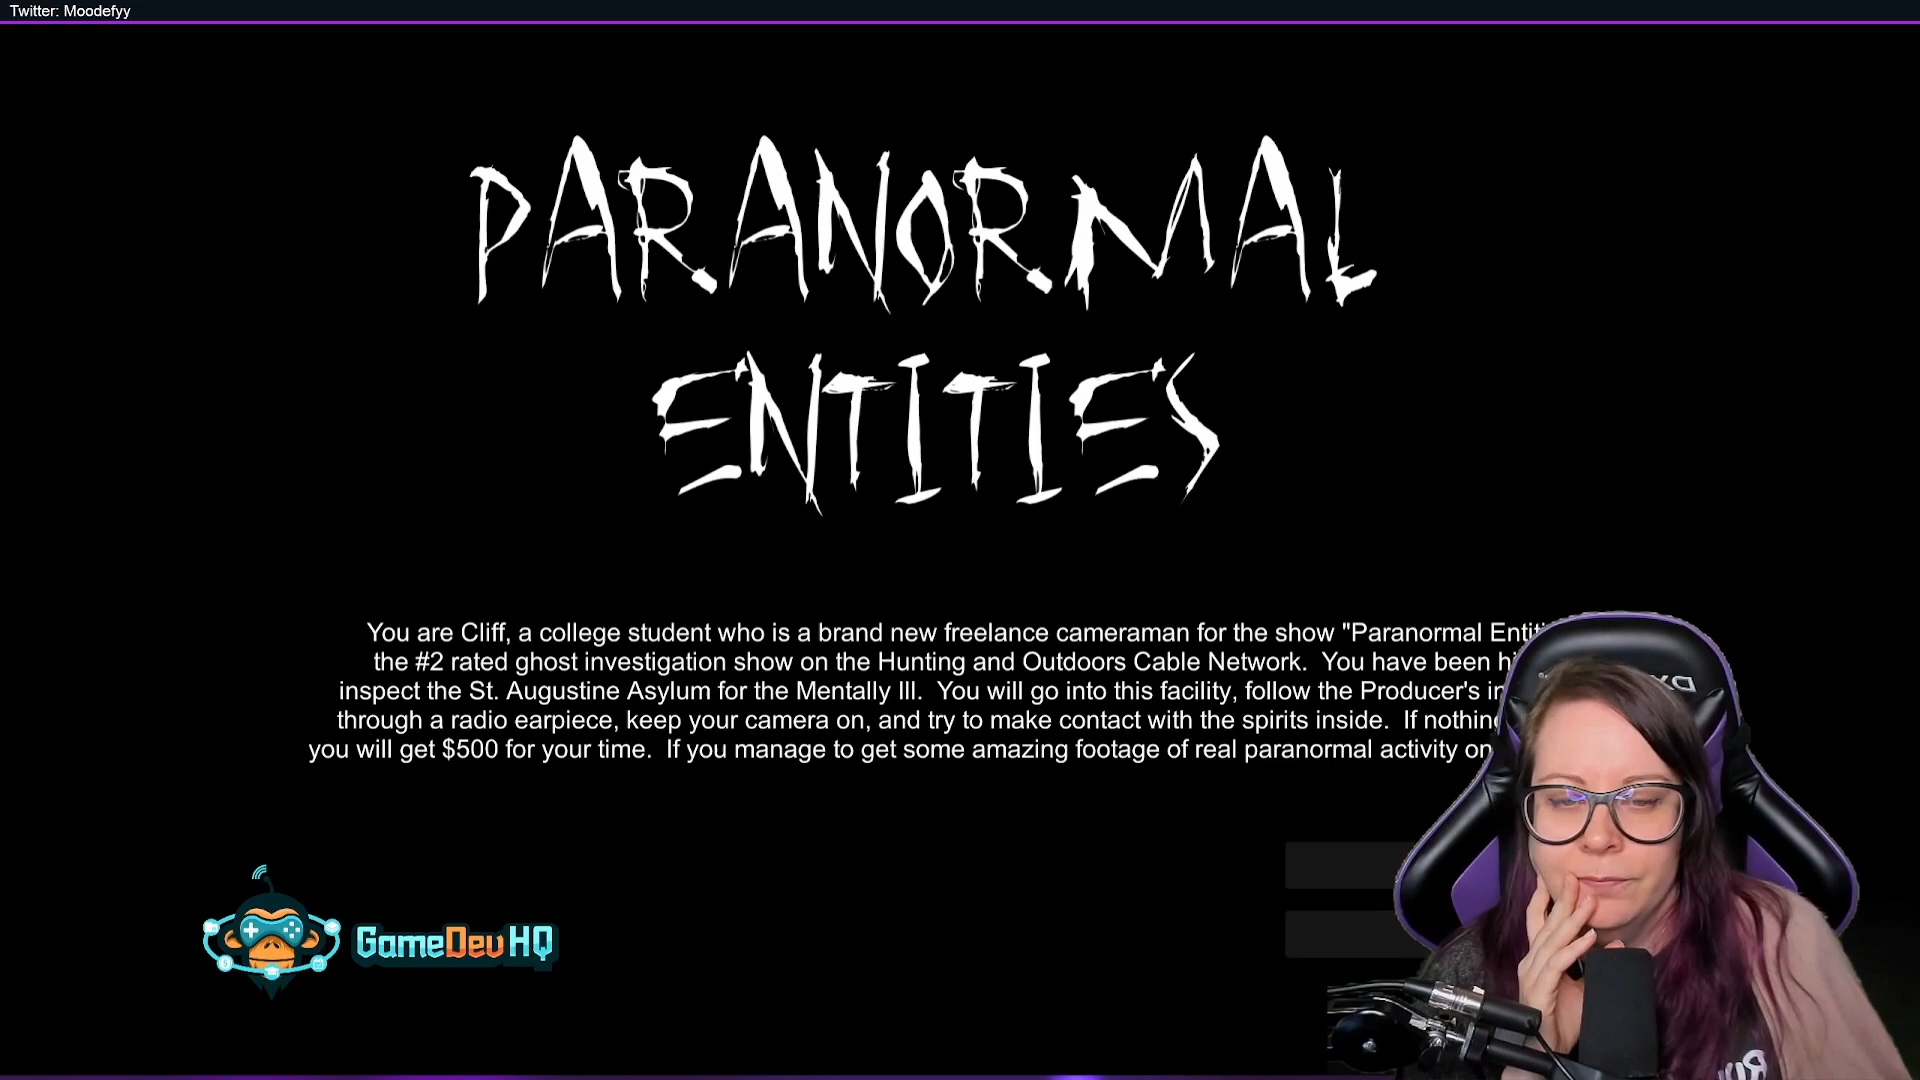 Twitter: Moodefyy
PARANORMAL
ENTITIES
You are Cliff, a college student who is a brand new freelance cameraman for the show "Paranormal
the #2 rated ghost investigation show on the Hunting and Outdoors Cable Network. You have been
inspect the St. Augustine Asylum for the Mentally Ill. You will go into this facility, follow the Producer's
through a radio earpiece, keep your camera on, and try to make contact with the spirits inside. If
you will get $500 for your time. If you manage to get some amazing footage of real paranormal activity
GameDevHQ